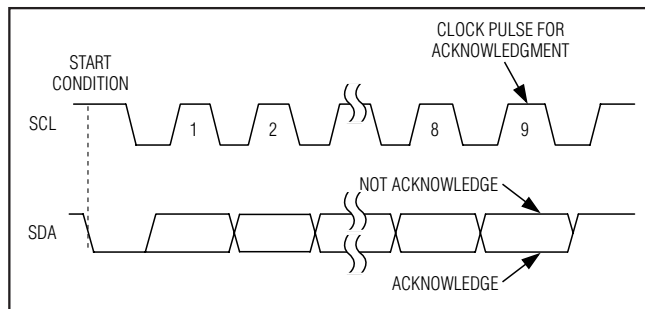 CLOCK PULSE FOR
ACKNOWLEDGMENT
START
CONDITION
SCL
1
2
8
9
NOT ACKNOWLEDGE
SDA
ACKNOWLEDGE